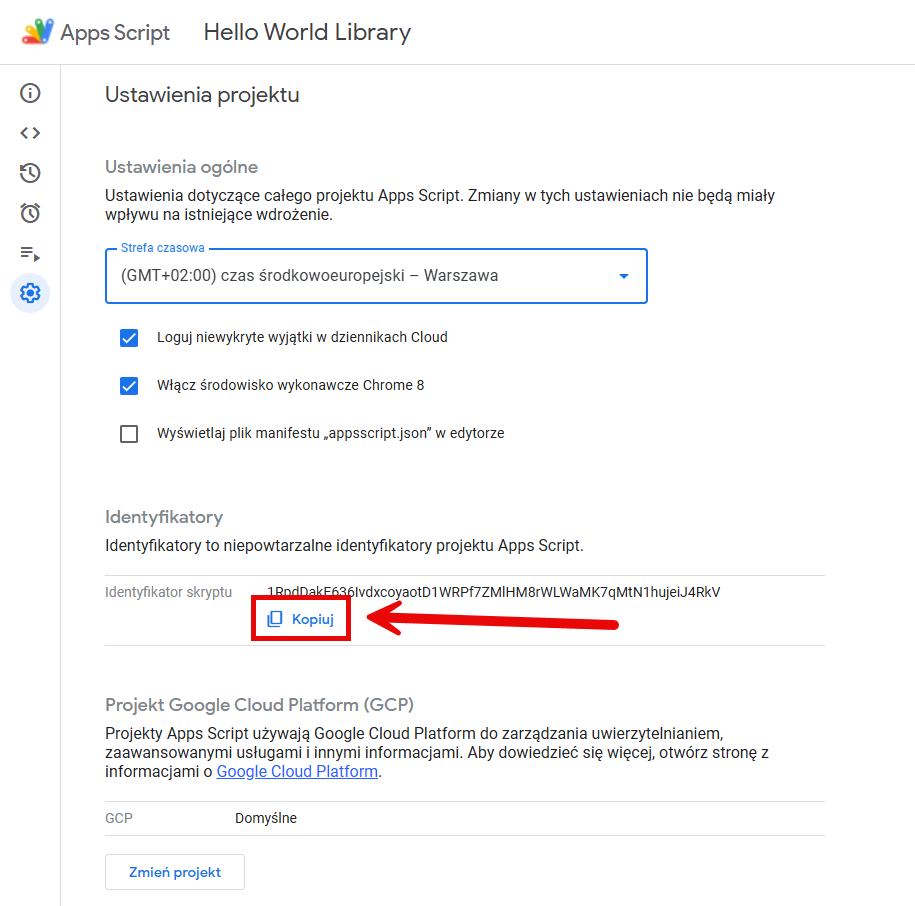 Apps Script Hello World Library
Ustawienia projektu
Ustawienia ogólne
Ustawienia dotyczące całego projektu Apps Script. Zmiany w tych ustawieniach nie będą miały
wpływu na istniejące wdrożenie.
Strefa czasowa
(GMT+02:00) czas środkowoeuropejski – Warszawa
Loguj niewykryte wyjątki w dziennikach Cloud
Włącz środowisko wykonawcze Chrome 8
Wyświetlaj plik manifestu „appsscript.json” w edytorze
Identyfikatory
Identyfikatory to niepowtarzalne identyfikatory projektu Apps Script.
Identyfikator skryptu
Kopiuj
Projekt Google Cloud Platform (GCP)
Projekty Apps Script używają Google Cloud Platform do zarządzania uwierzytelnianiem,
zaawansowanymi usługami i innymi informacjami. Aby dowiedzieć się więcej, otwórz stronę z
informacjami o Google Cloud Platform.
GCP Domyślne
Zmień projekt